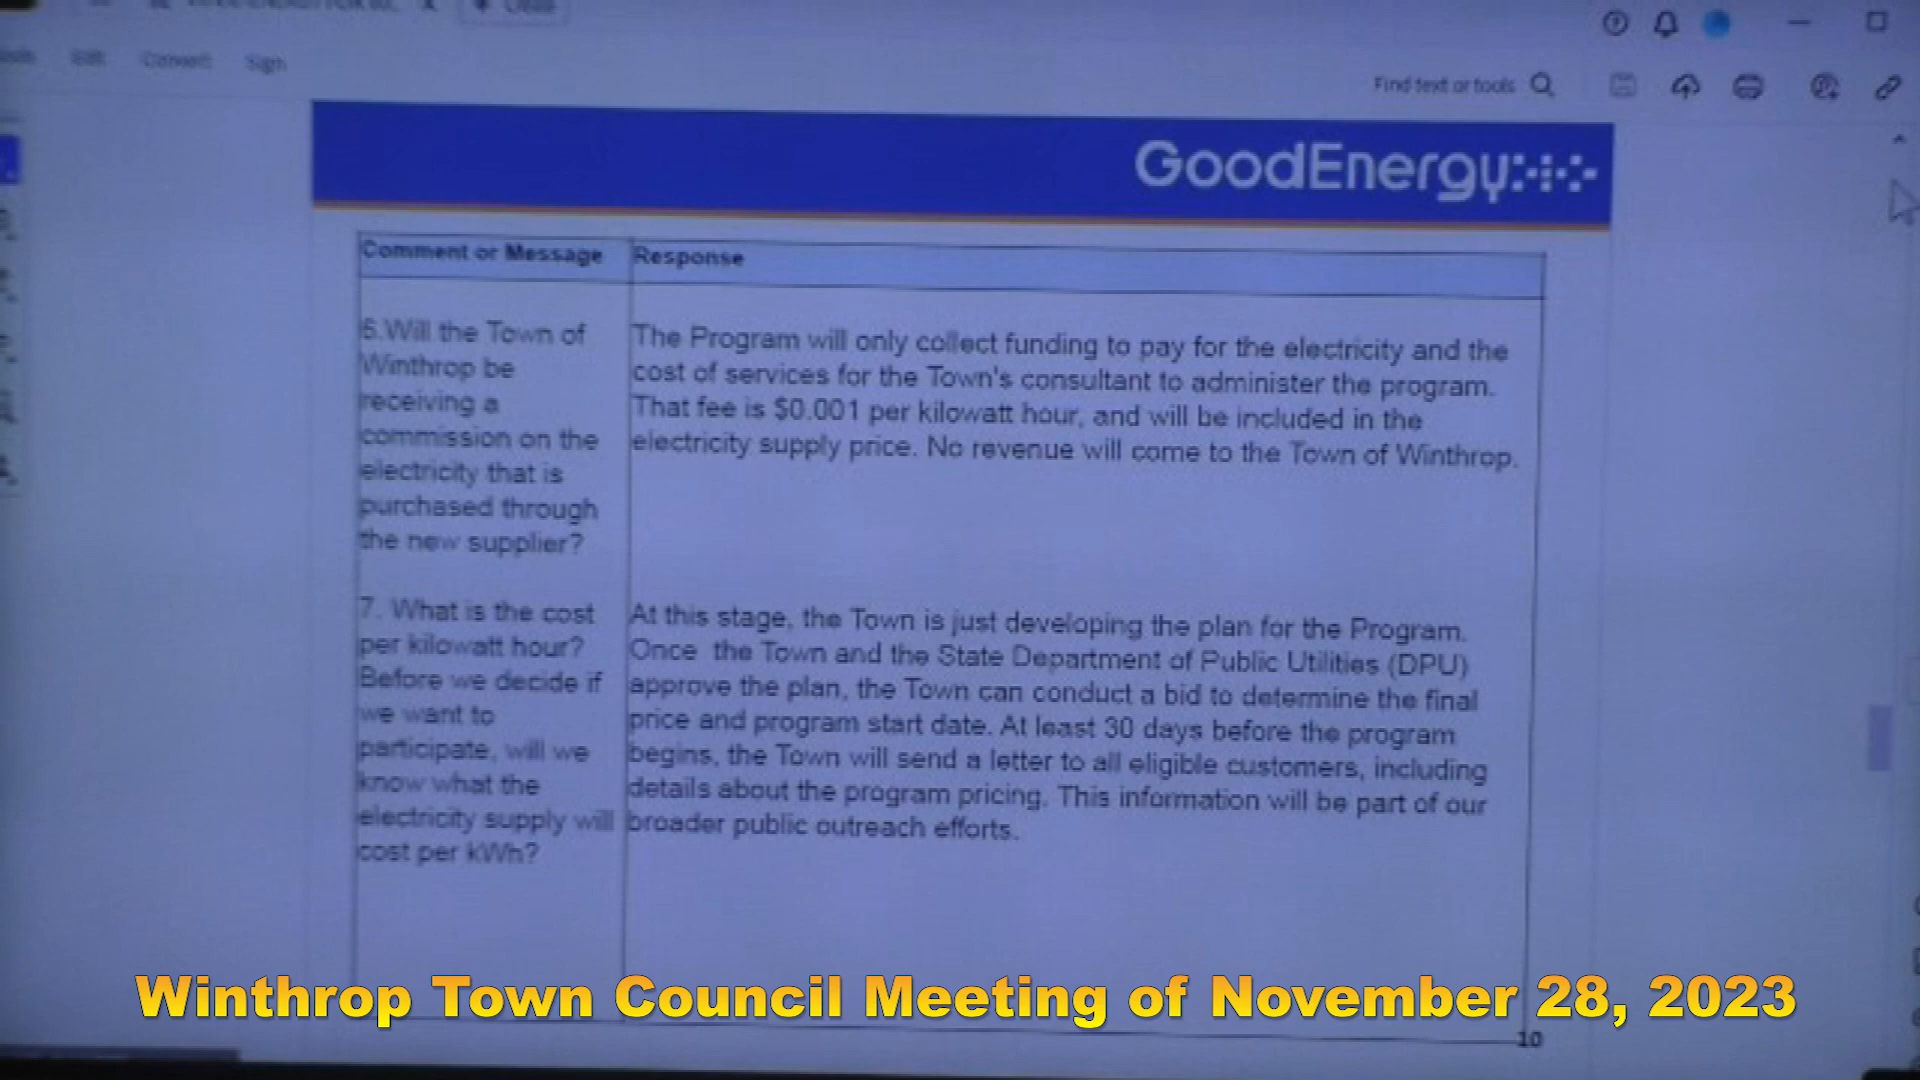 Edit Convert Sign
Find text or tools
GoodEnergy
Comment or Message
Response
6.Will the Town of
Winthrop be
receiving a
commission on the
electricity that is
purchased through
the new supplier?
The Program will only collect funding to pay for the electricity and the
cost of services for the Town's consultant to administer the program.
That fee is $0.001 per kilowatt hour, and will be included in the
electricity supply price. No revenue will come to the Town of Winthrop.
7. What is the cost
per kilowatt hour?
Before we decide if
we want to
participate, will we
know what the
electricity supply will
cost per kWh?
At this stage, the Town is just developing the plan for the Program.
Once the Town and the State Department of Public Utilities (DPU)
approve the plan, the Town can conduct a bid to determine the final
price and program start date. At least 30 days before the program
begins, the Town will send a letter to all eligible customers, including
details about the program pricing. This information will be part of our
broader public outreach efforts.
Winthrop Town Council Meeting of November 28, 2023
10